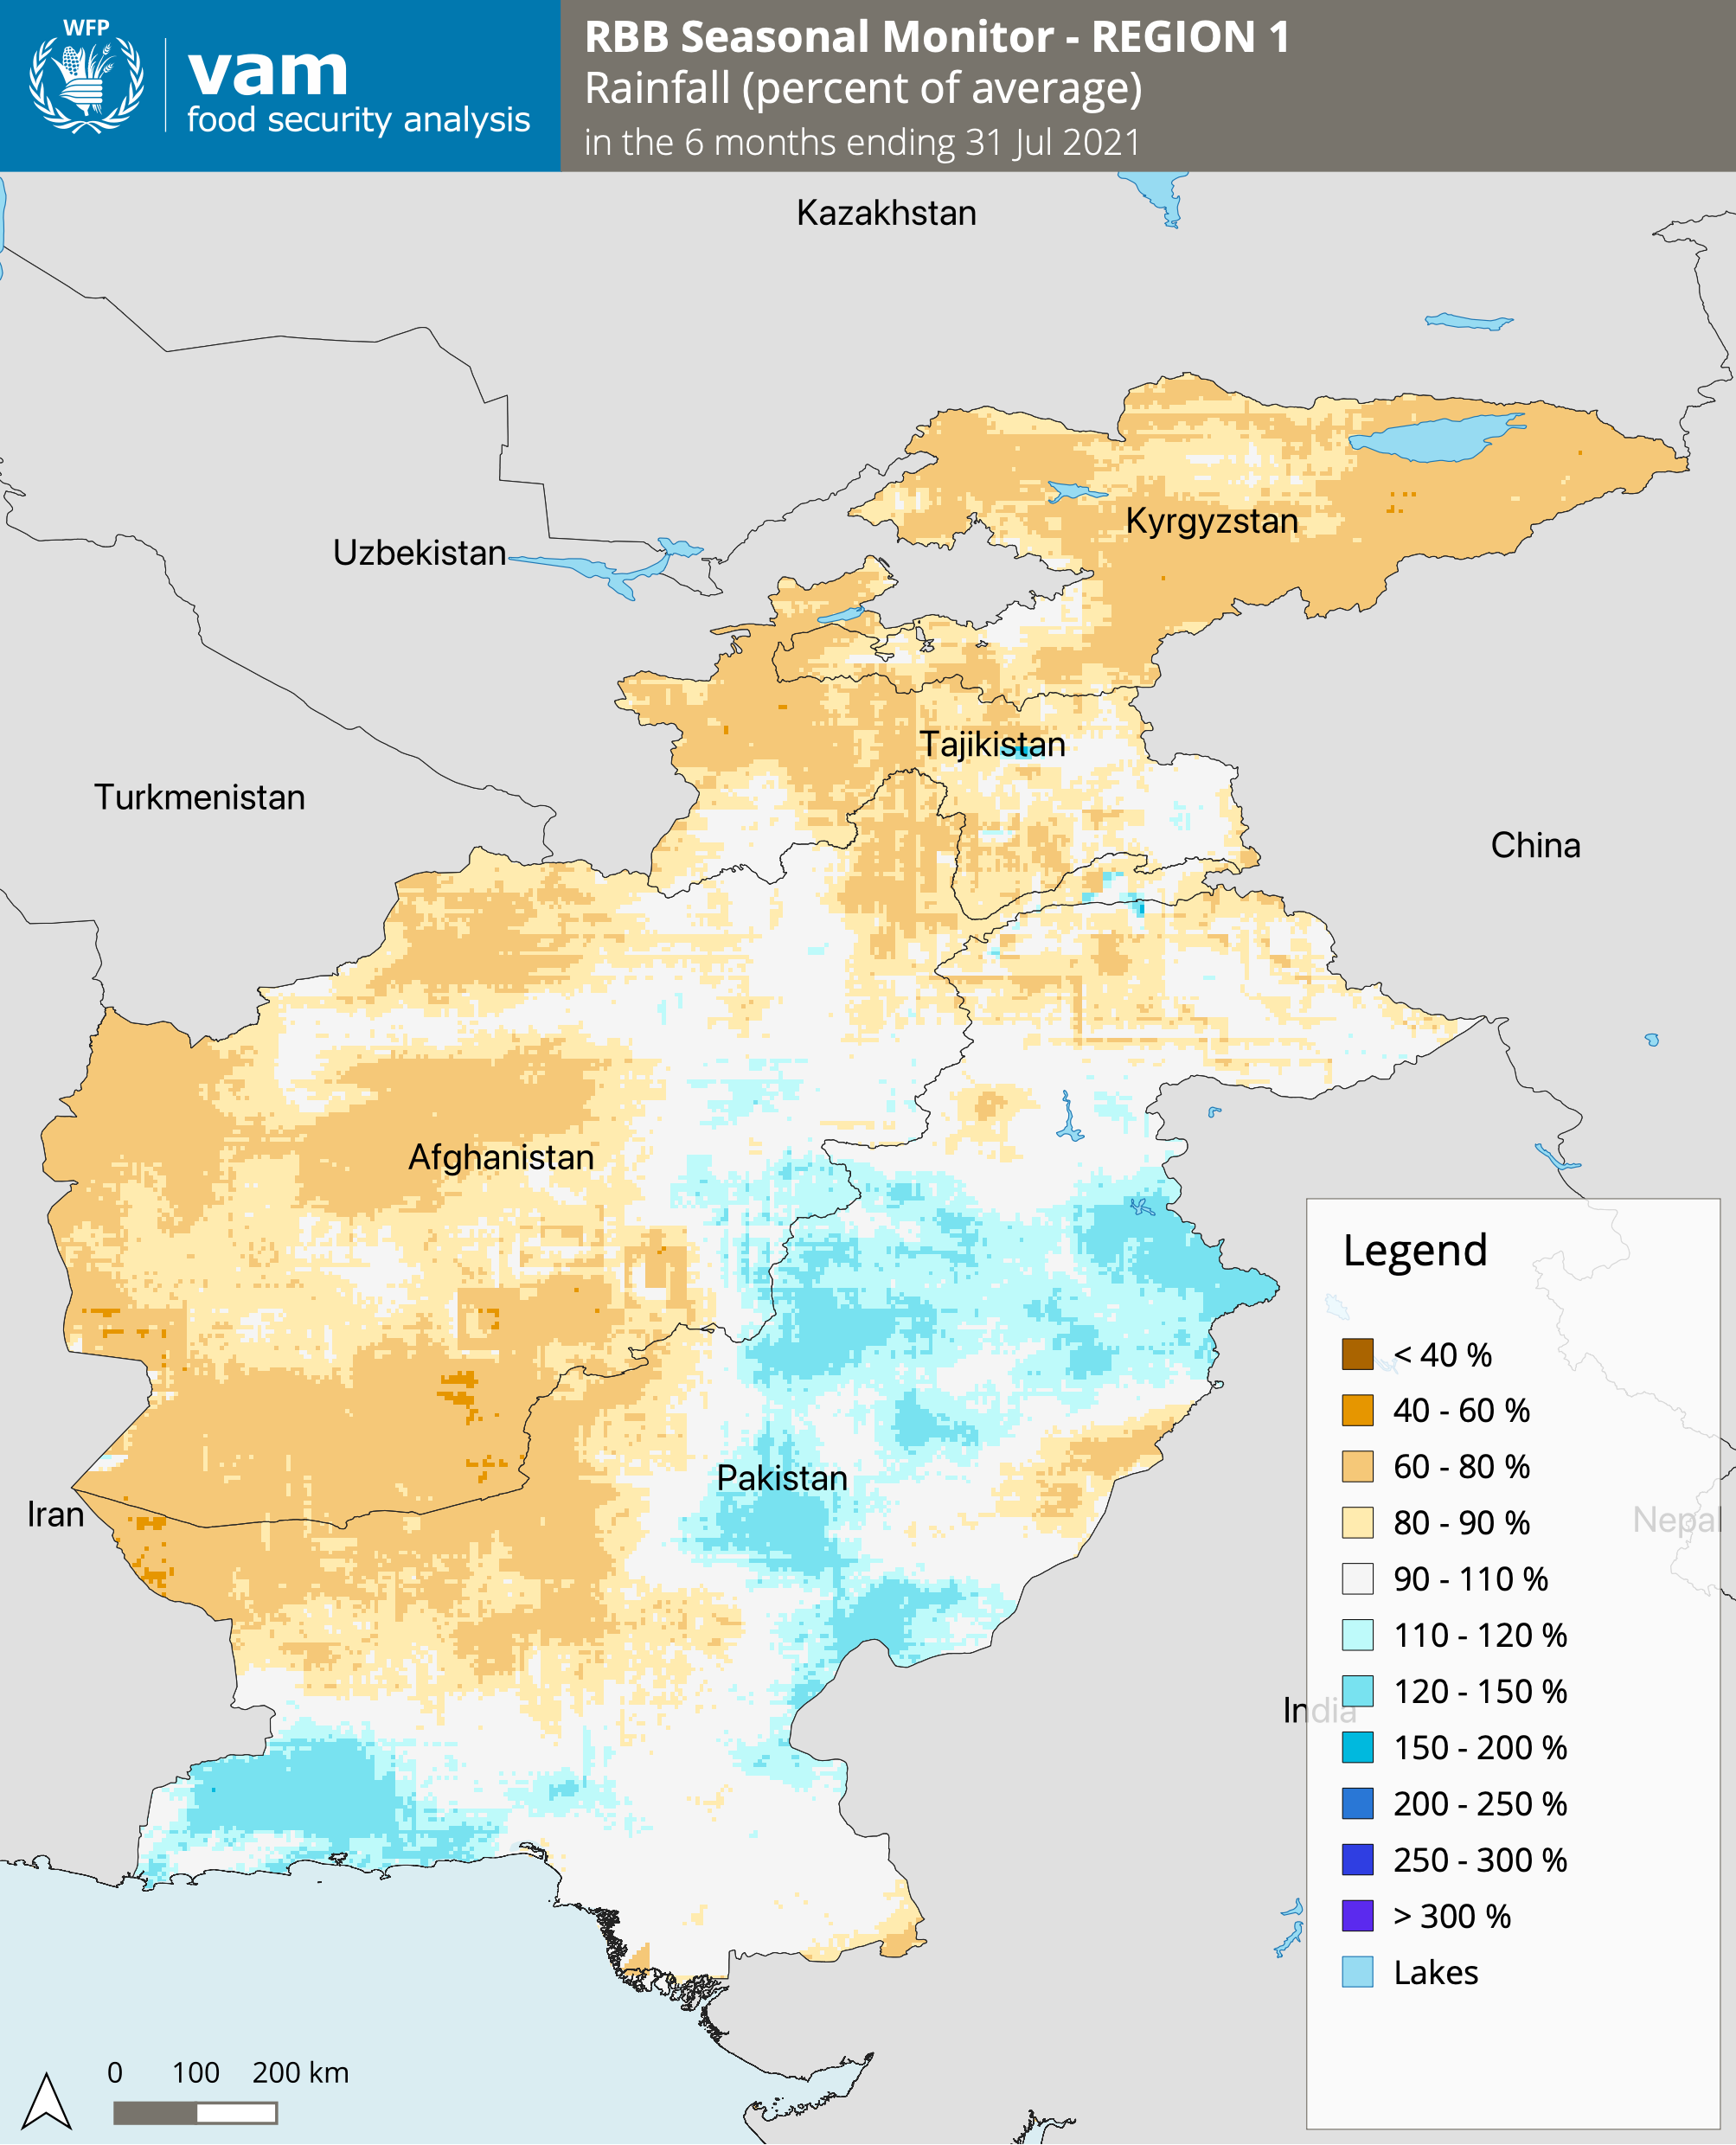 WFP
vam
food security analysis
RBB Seasonal Monitor - REGION 1
Rainfall (percent of average)
in the 6 months ending 31 Jul 2021
Kazakhstan
Kyrgyzstan
Uzbekistan
Tajikistan
Turkmenistan
China
Afghanistan
Pakistan
Iran
Nepal
India
Legend
< 40 %
40 - 60 %
60 - 80 %
80 - 90 %
90 - 110 %
110 - 120 %
120 - 150 %
150 - 200 %
200 - 250 %
250 - 300 %
> 300 %
Lakes
0 100 200 km